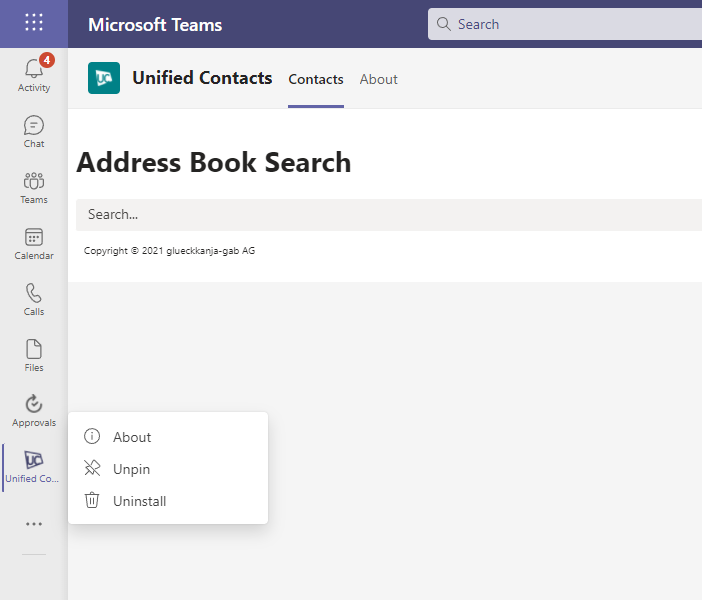 Microsoft Teams
Search
4
Activity
Chat
Teams
Calendar
Calls
Files
Approvals
Unified Co...
UC
Unified Contacts
Contacts
About
Address Book Search
Search...
Copyright © 2021 glueckkanja-gab AG
About
Unpin
Uninstall